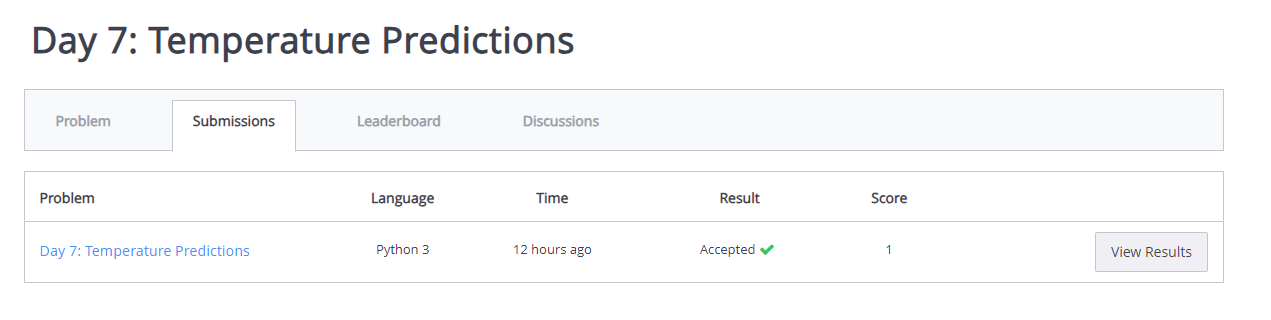 Day 7: Temperature Predictions
Problem Submissions Leaderboard Discussions
Problem Language Time Result Score
Day 7: Temperature Predictions Python 3 12 hours ago Accepted ✔ 1 View Results